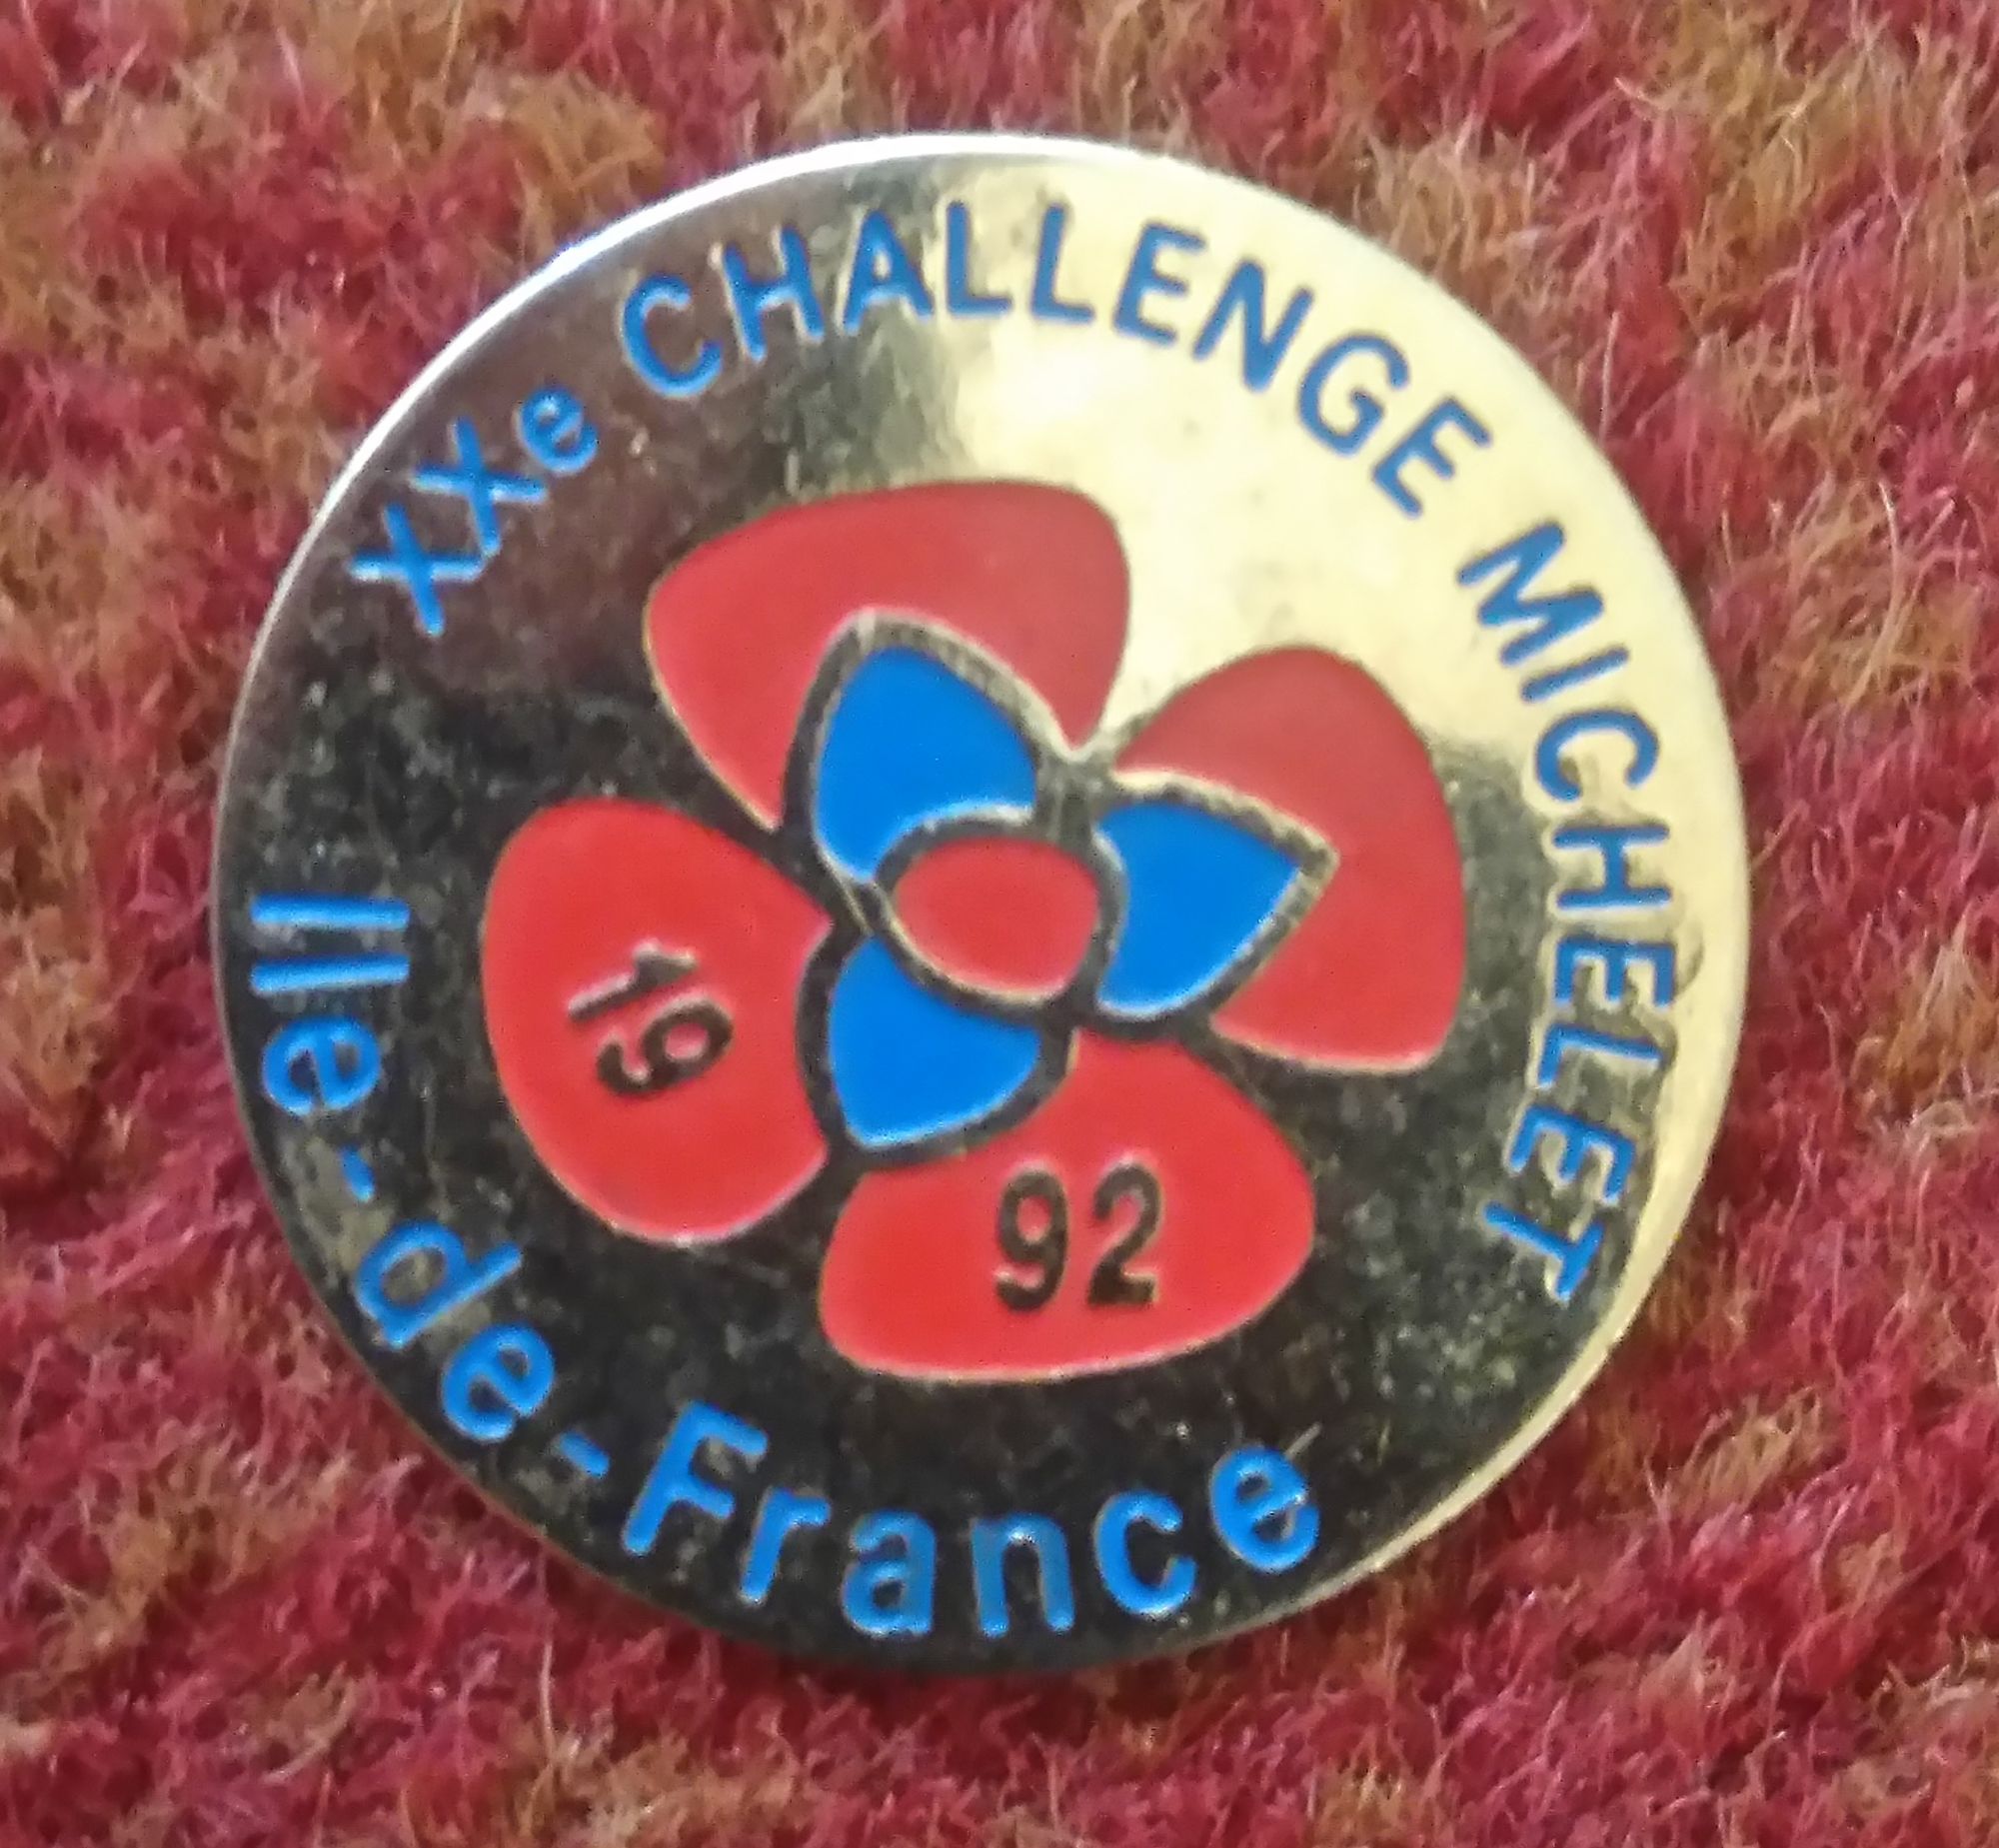 XXe CHALLENGE MICHELET
19
92
Ile-de-France